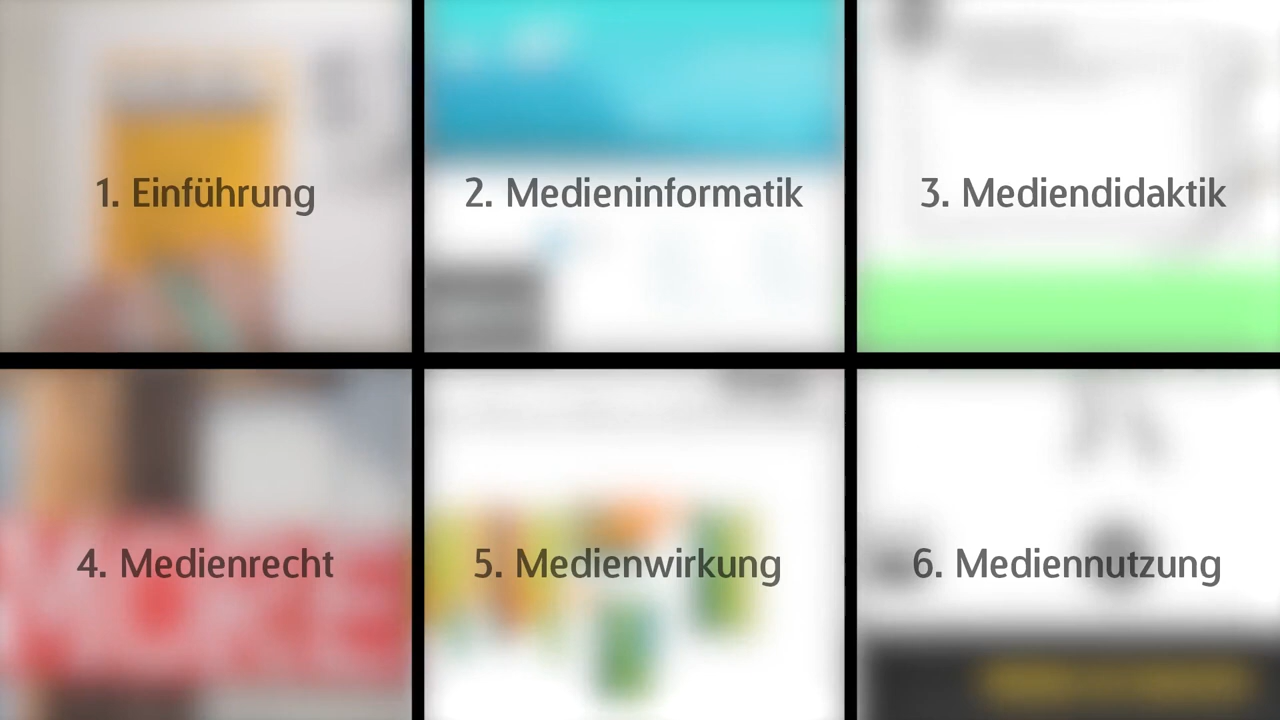 1. Einführung
2. Medieninformatik
3. Mediendidaktik
4. Medienrecht
5. Medienwirkung
6. Mediennutzung